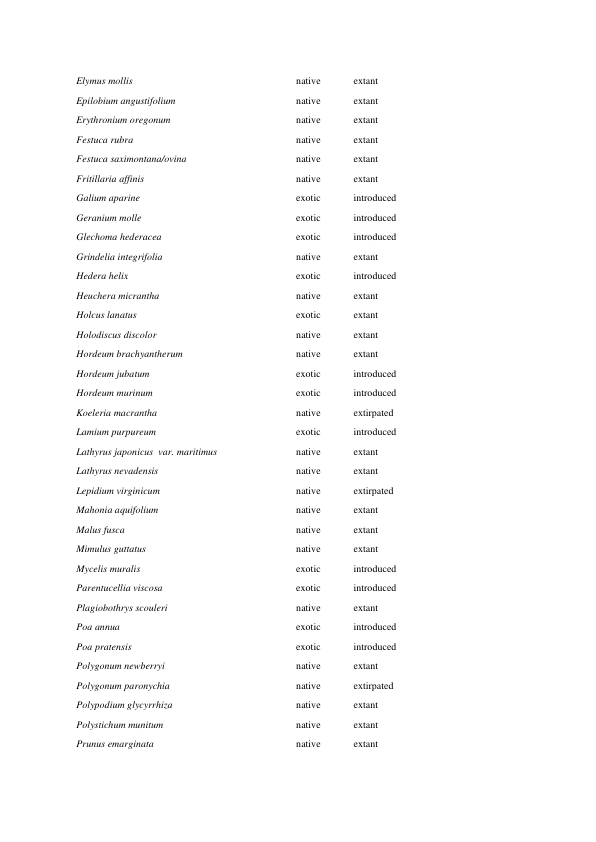 Elymus mollis native extant
Epilobium angustifolium native extant
Erythronium oregonum native extant
Festuca rubra native extant
Festuca saximontana/ovina native extant
Fritillaria affinis native extant
Galium aparine exotic introduced
Geranium molle exotic introduced
Glechoma hederacea exotic introduced
Grindelia integrifolia native extant
Hedera helix exotic introduced
Heuchera micrantha native extant
Holcus lanatus exotic extant
Holodiscus discolor native extant
Hordeum brachyantherum native extant
Hordeum jubatum exotic introduced
Hordeum murinum exotic introduced
Koeleria macrantha native extirpated
Lamium purpureum exotic introduced
Lathyrus japonicus  var. maritimus native extant
Lathyrus nevadensis native extant
Lepidium virginicum native extirpated
Mahonia aquifolium native extant
Malus fusca native extant
Mimulus guttatus native extant
Mycelis muralis exotic introduced
Parentucellia viscosa exotic introduced
Plagiobothrys scouleri native extant
Poa annua exotic introduced
Poa pratensis exotic introduced
Polygonum newberryi native extant
Polygonum paronychia native extirpated
Polypodium glycyrrhiza native extant
Polystichum munitum native extant
Prunus emarginata native extant